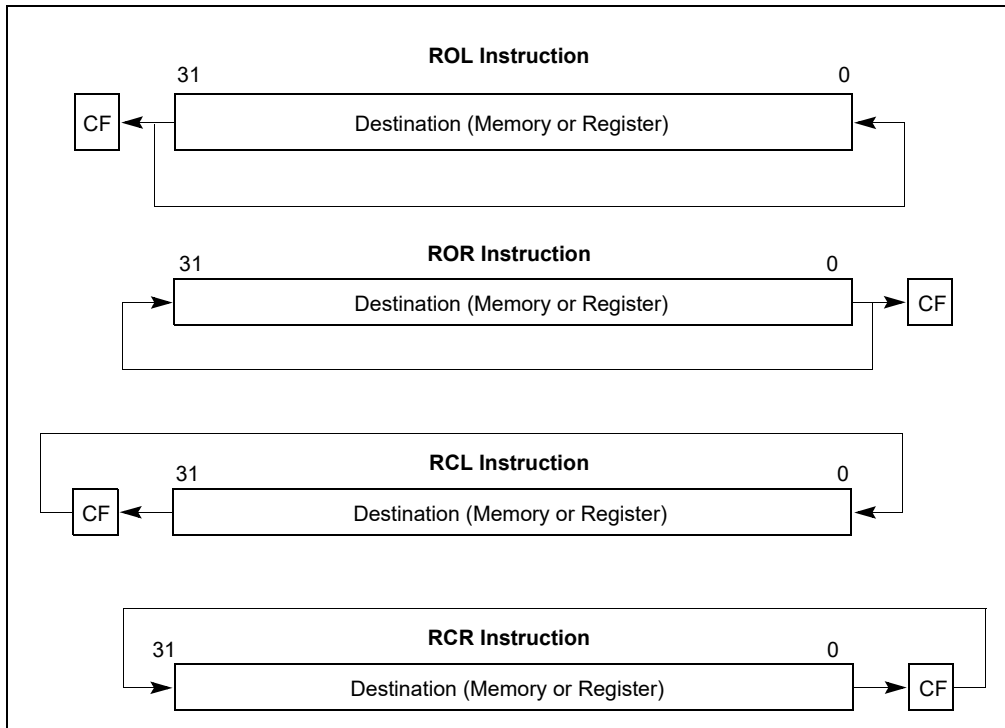 ROL Instruction
31 0
CF Destination (Memory or Register)
ROR Instruction
31 0
Destination (Memory or Register) CF
RCL Instruction
31 0
CF Destination (Memory or Register)
RCR Instruction
31 0
Destination (Memory or Register) CF